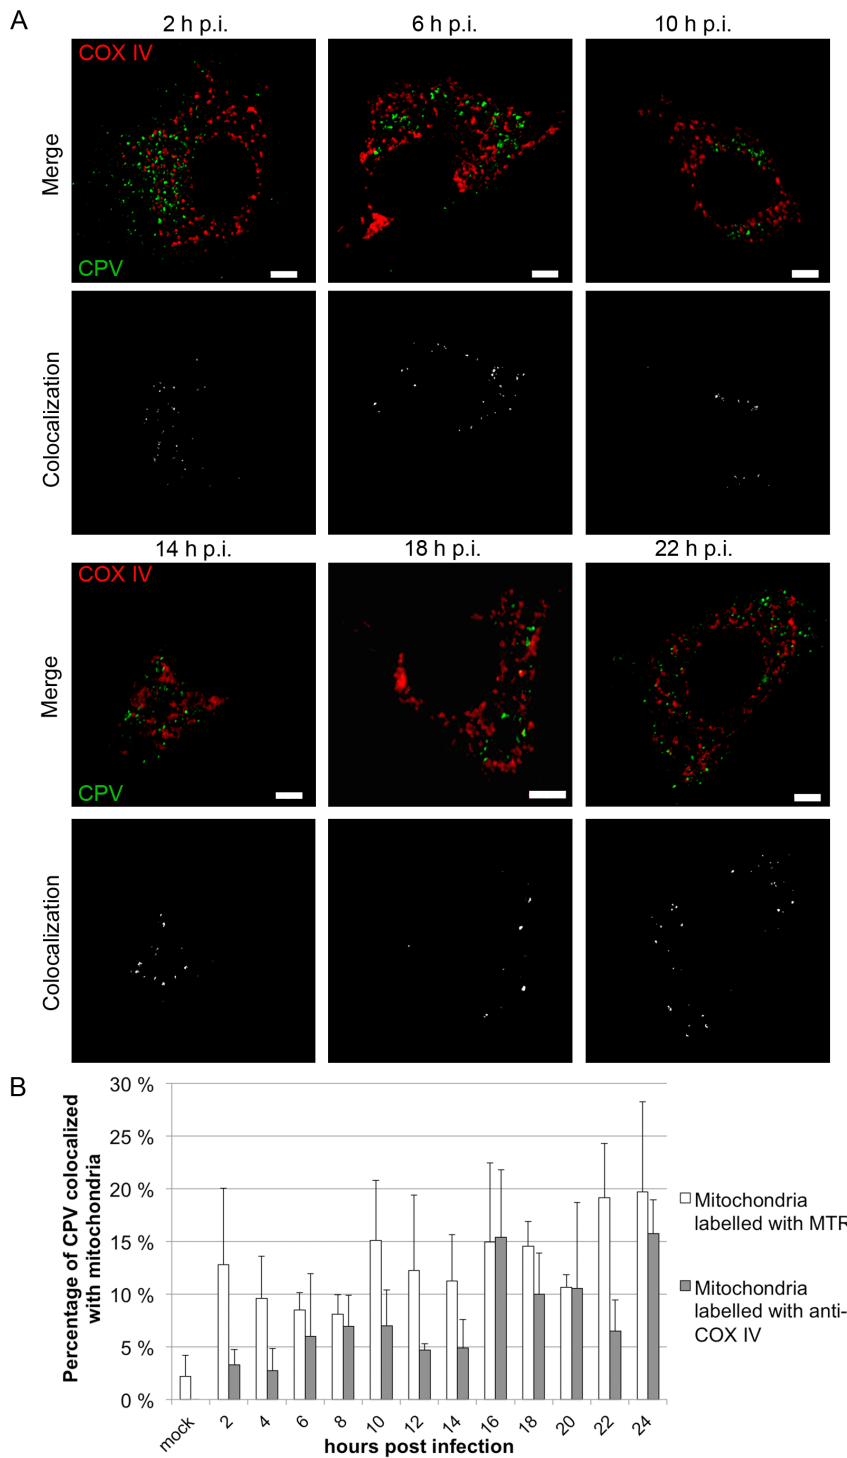 A
2 h p.i.
6 h p.i.
10 h p.i.
Merge
COX IV
CPV
Colocalization
14 h p.i.
18 h p.i.
22 h p.i.
Merge
COX IV
CPV
Colocalization
B
Percentage of CPV colocalized
with mitochondria
30 %
25 %
20 %
15 %
10 %
5 %
0 %
mock
2
4
6
8
10
12
14
16
18
20
22
24
hours post infection
Mitochondria
labelled with MTR
Mitochondria
labelled with anti-
COX IV